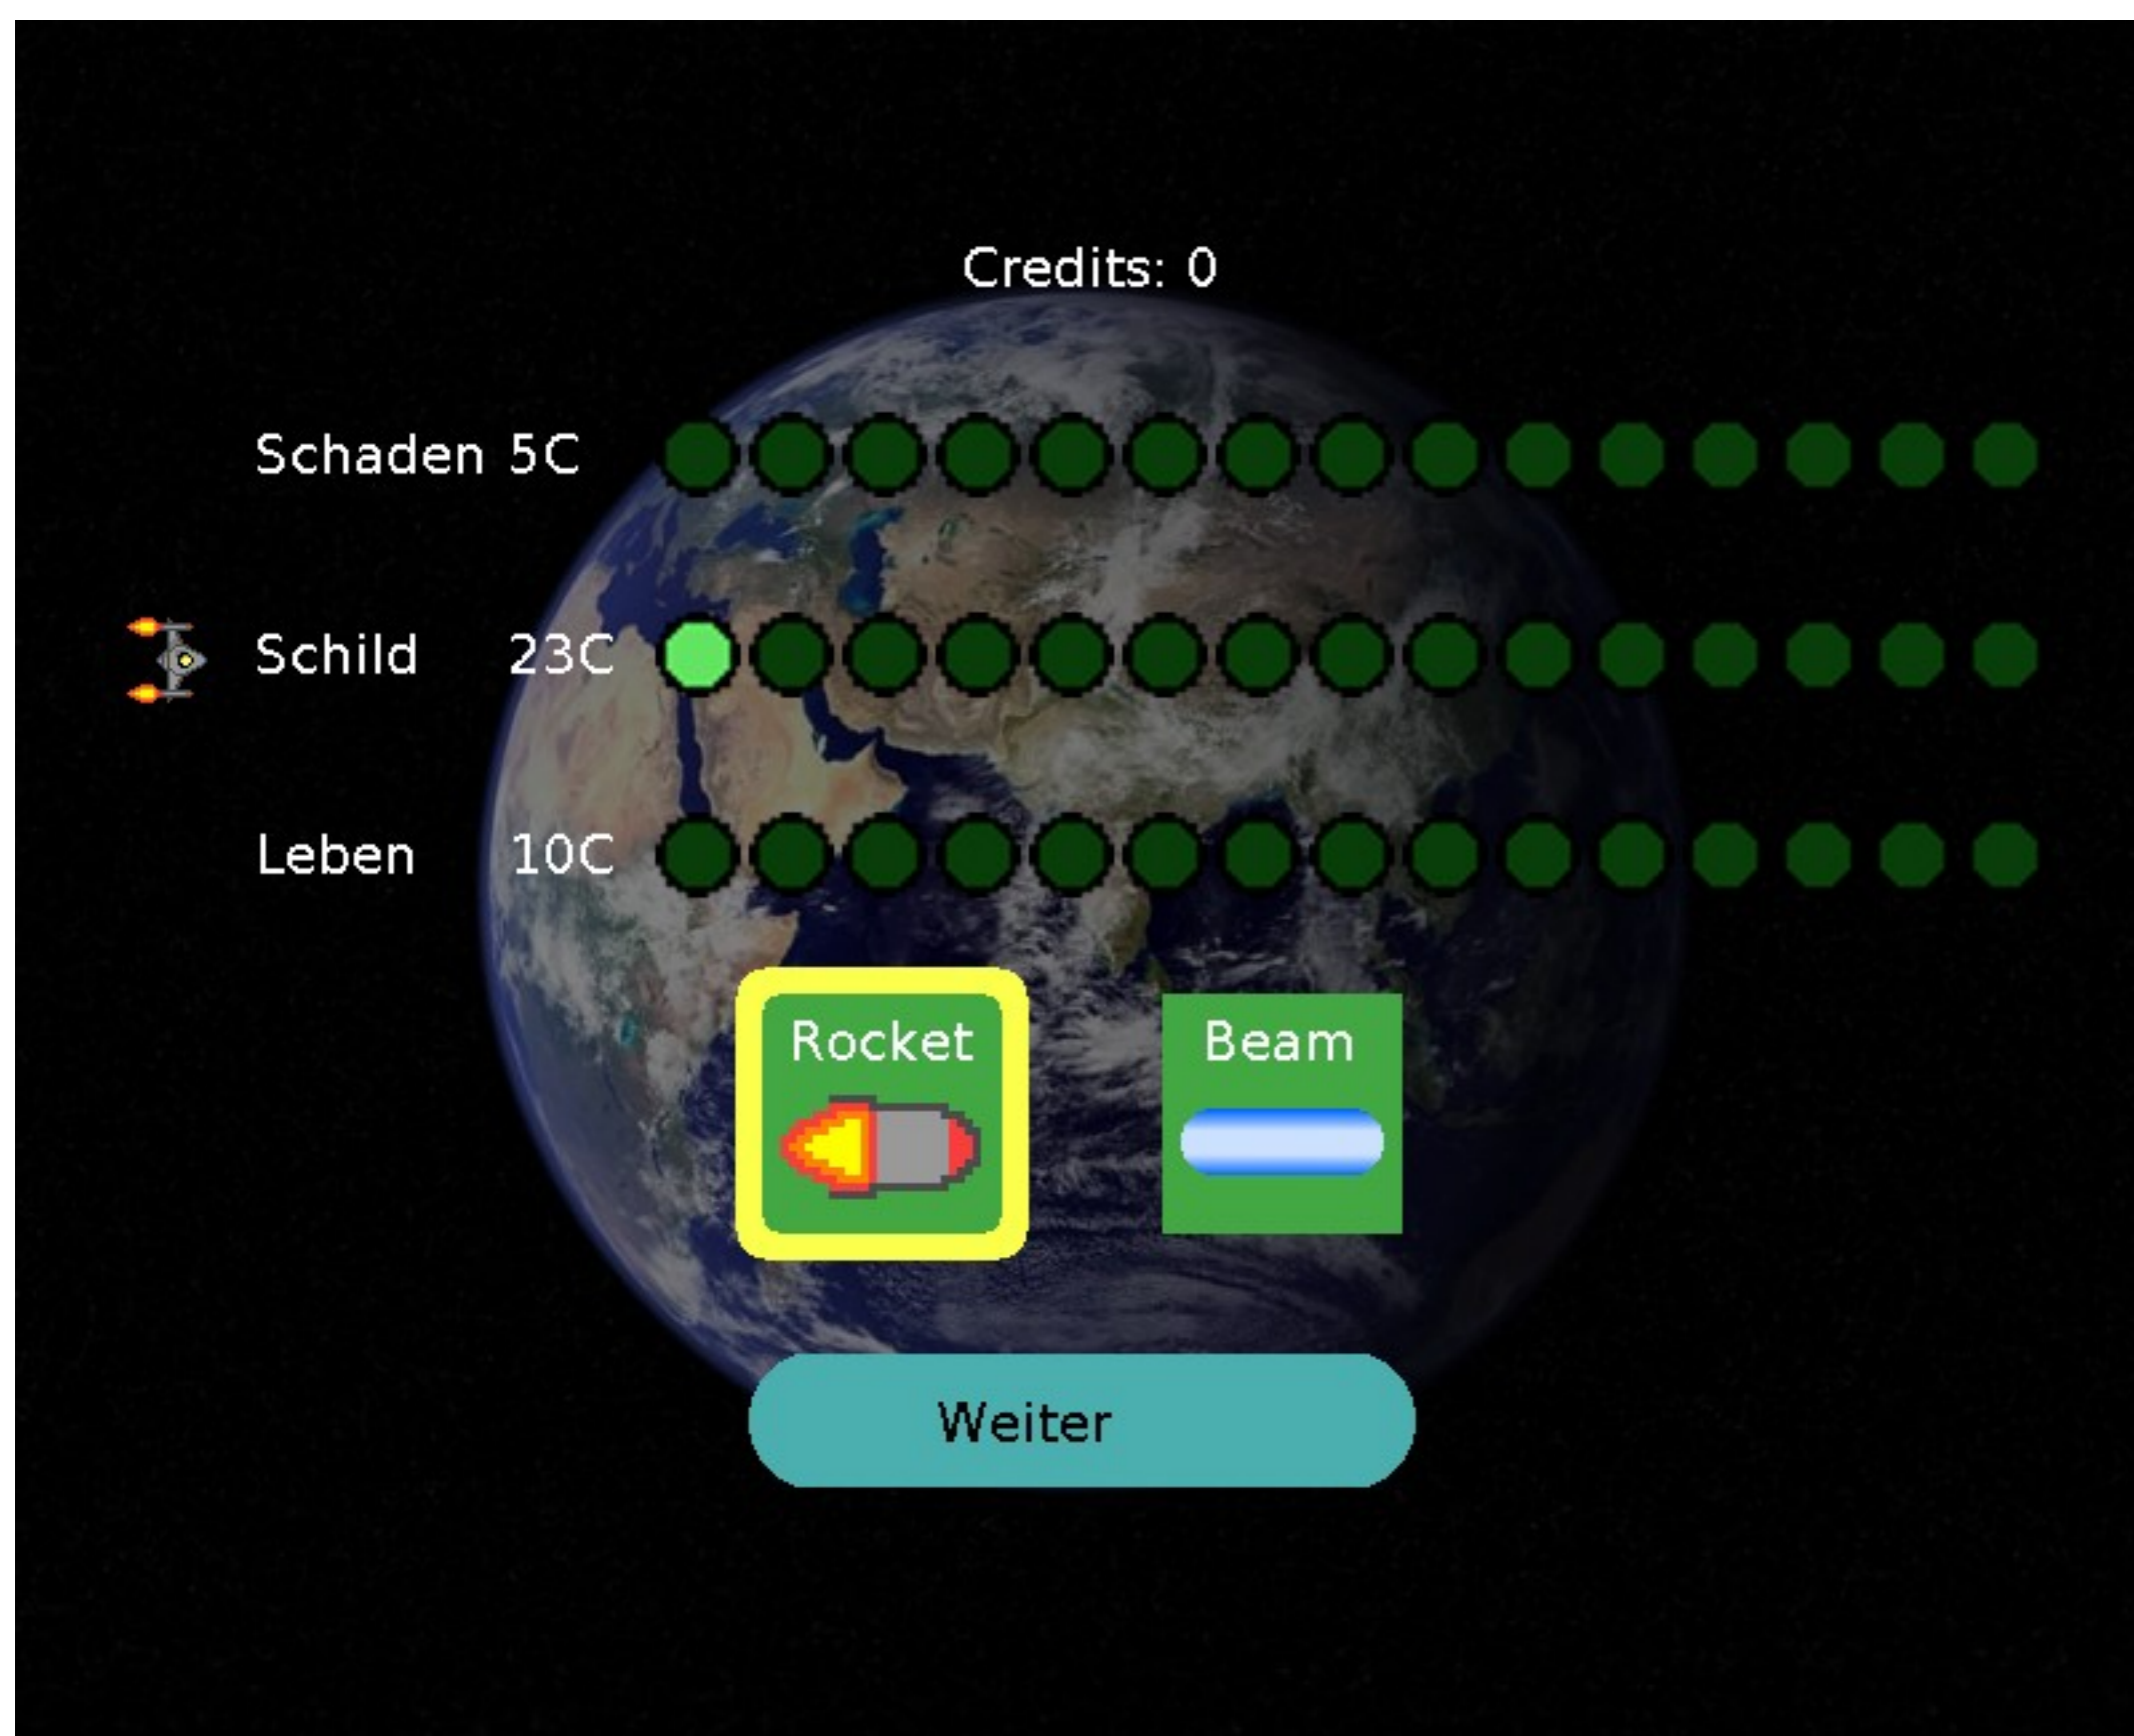 Credits: 0
Schaden 5C
Schild 23C
Leben 10C
Rocket
Beam
Weiter